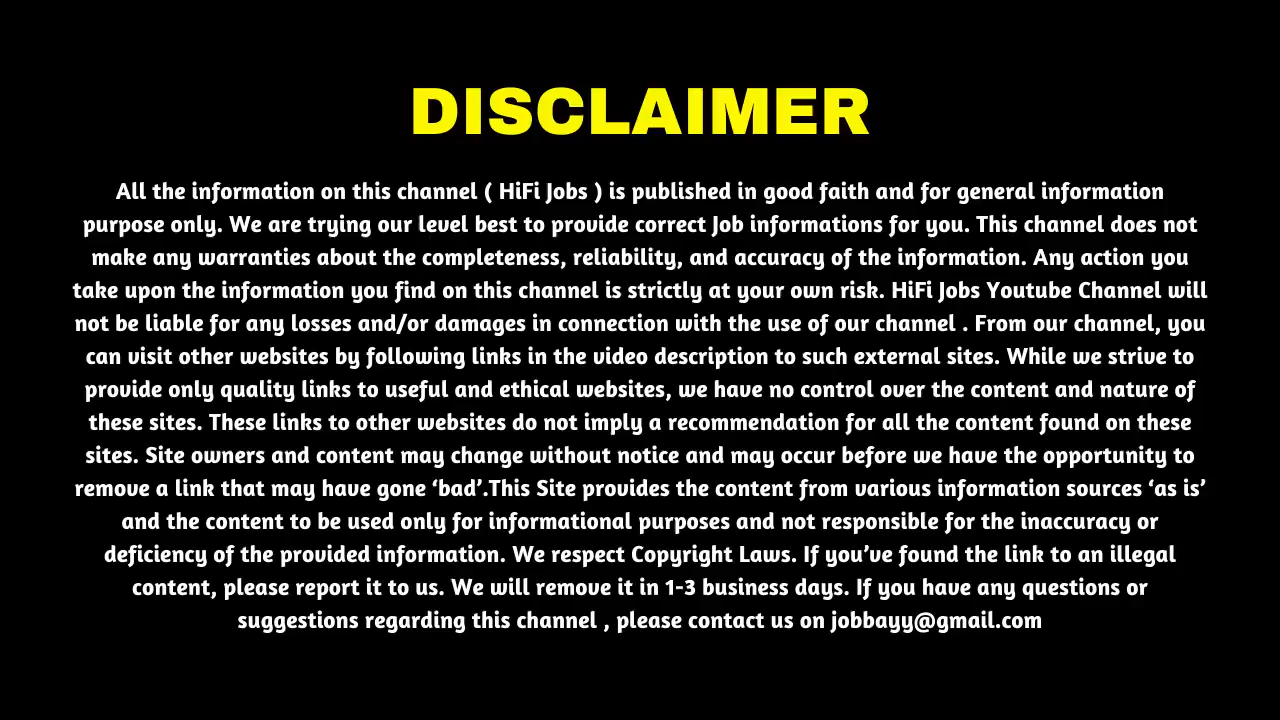 DISCLAIMER
All the information on this channel ( HiFi Jobs ) is published in good faith and for general information
purpose only. We are trying our level best to provide correct Job informations for you. This channel does not
make any warranties about the completeness, reliability, and accuracy of the information. Any action you
take upon the information you find on this channel is strictly at your own risk. HiFi Jobs Youtube Channel will
not be liable for any losses and/or damages in connection with the use of our channel . From our channel, you
can visit other websites by following links in the video description to such external sites. While we strive to
provide only quality links to useful and ethical websites, we have no control over the content and nature of
these sites. These links to other websites do not imply a recommendation for all the content found on these
sites. Site owners and content may change without notice and may occur before we have the opportunity to
remove a link that may have gone ‘bad’.This Site provides the content from various information sources ‘as is’
and the content to be used only for informational purposes and not responsible for the inaccuracy or
deficiency of the provided information. We respect Copyright Laws. If you’ve found the link to an illegal
content, please report it to us. We will remove it in 1-3 business days. If you have any questions or
suggestions regarding this channel , please contact us on jobbayy@gmail.com